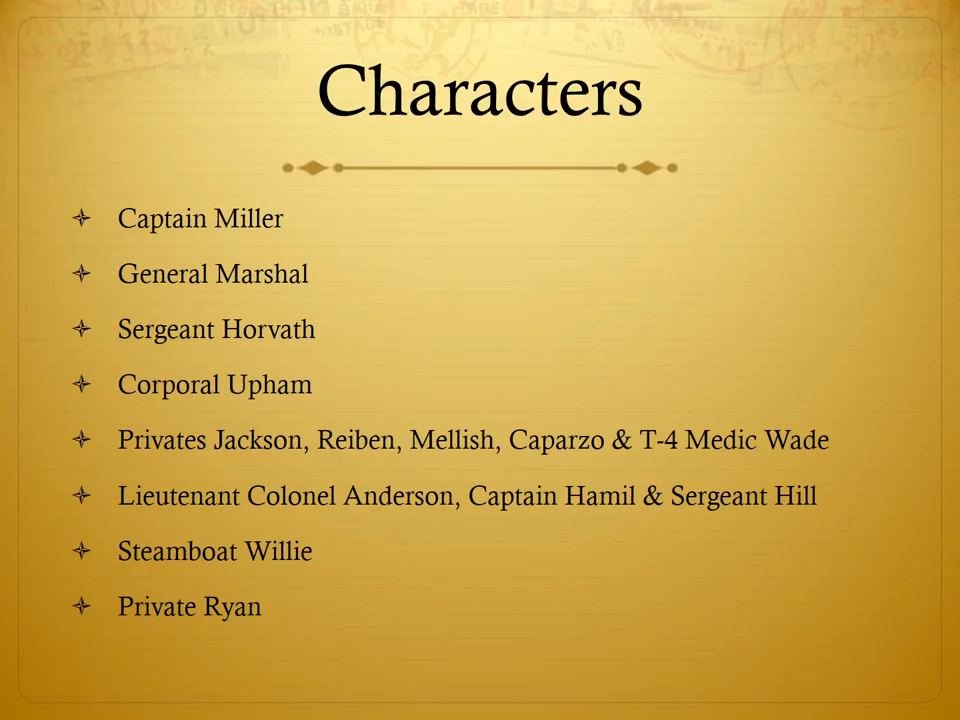 Characters
Captain Miller
General Marshal
Sergeant Horvath
Corporal Upham
Privates Jackson, Reiben, Mellish, Caparzo & T-4 Medic Wade
Lieutenant Colonel Anderson, Captain Hamil & Sergeant Hill
Steamboat Willie
Private Ryan